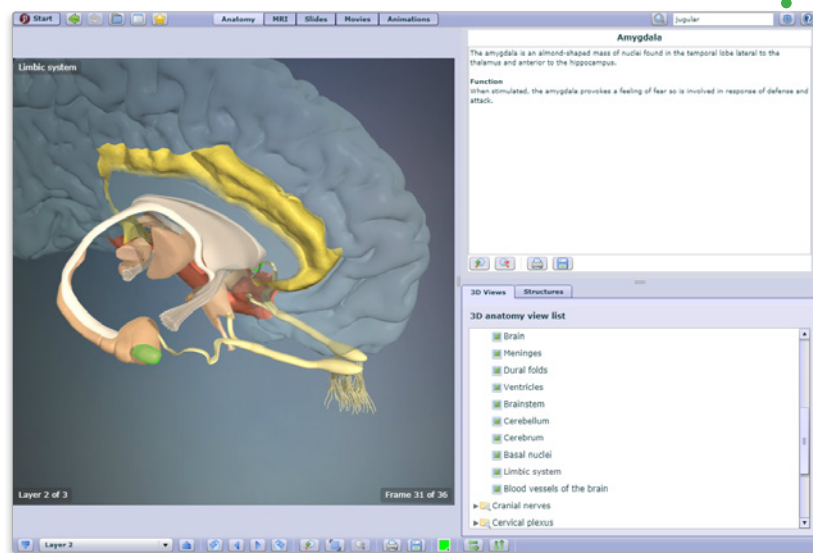 Start
Anatomy MRI Slides Movies Animations
jugular
Amygdala
The amygdala is an almond-shaped mass of nuclei found in the temporal lobe lateral to the
thalamus and anterior to the hippocampus.
Function
When stimulated, the amygdala provokes a feeling of fear so is involved in response of defense and
attack.
Limbic system
Layer 2 of 3
Frame 31 of 36
3D Views Structures
3D anatomy view list
Brain
Meninges
Dural folds
Ventricles
Brainstem
Cerebellum
Cerebrum
Basal nuclei
Limbic system
Blood vessels of the brain
Cranial nerves
Cervical plexus
Layer 2